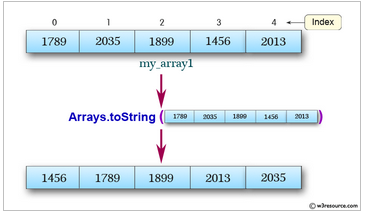 0 1 2 3 4 Index
1789 2035 1899 1456 2013
my_array1
Arrays.toString ( 1789 2035 1899 1456 2013 )
1456 1789 1899 2013 2035
© w3resource.com